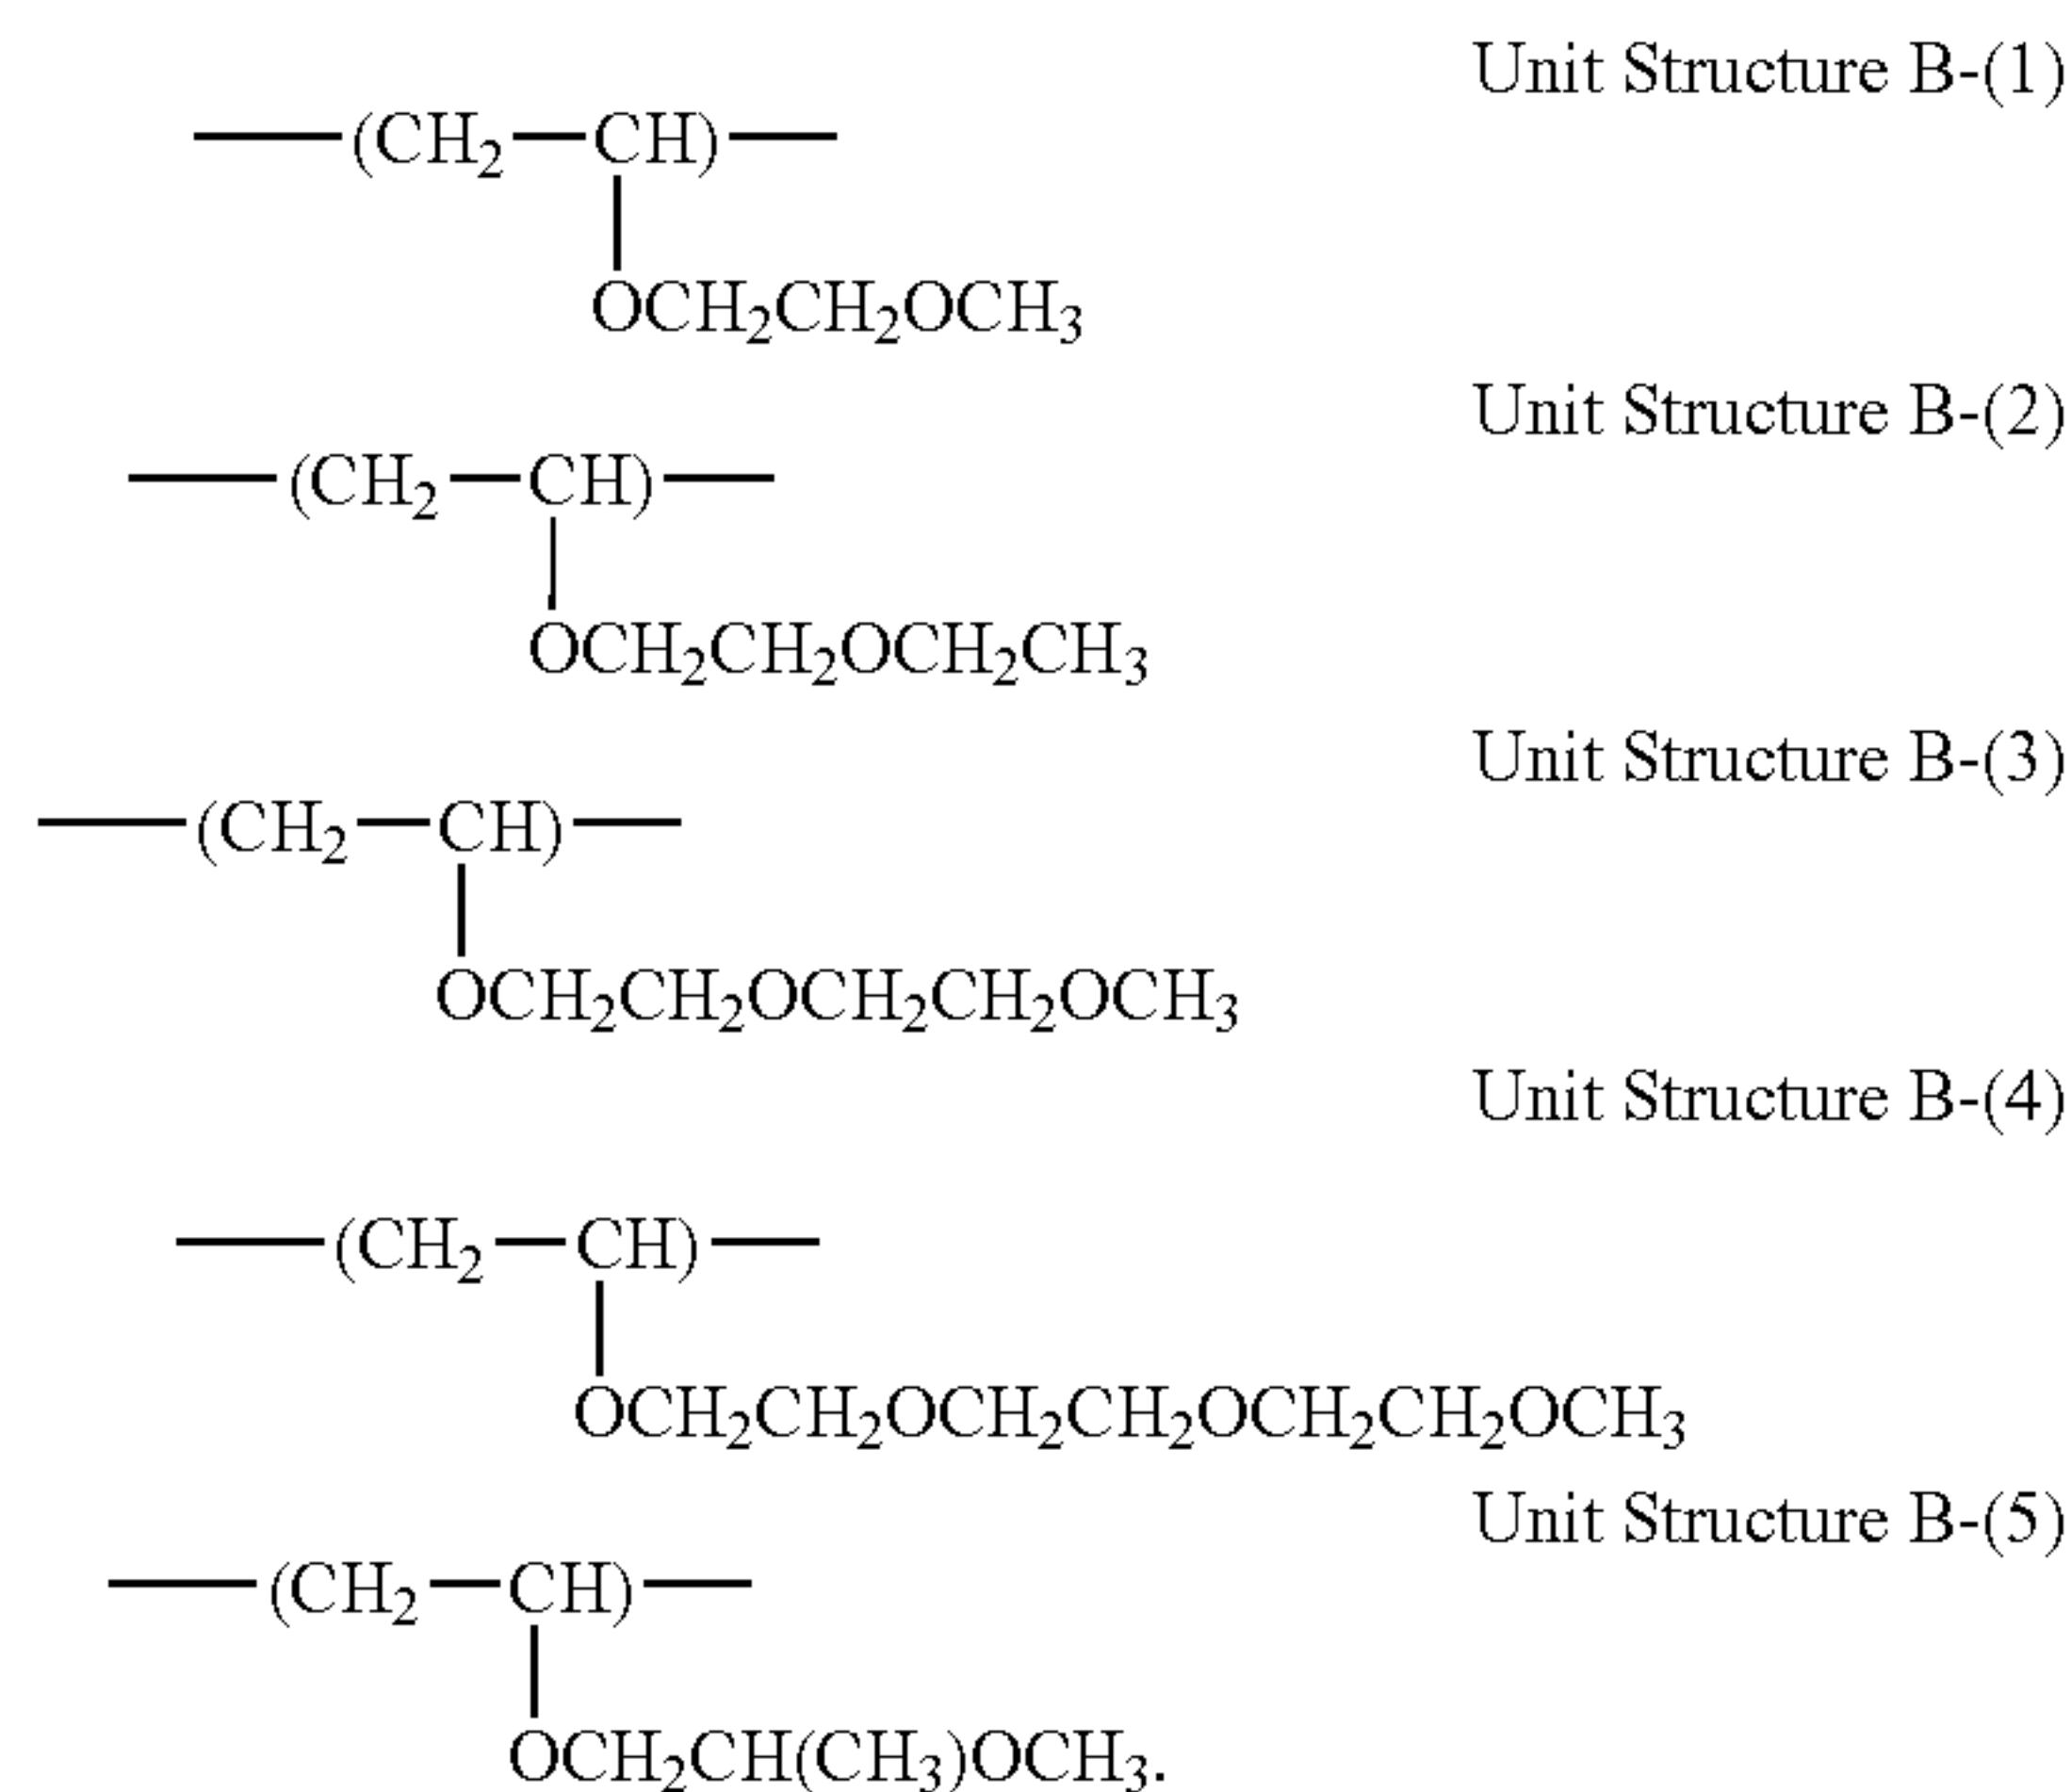 Unit Structure B-(1)
—(CH₂—CH)—
OCH₂CH₂OCH₃
Unit Structure B-(2)
—(CH₂—CH)—
OCH₂CH₂OCH₂CH₃
Unit Structure B-(3)
—(CH₂—CH)—
OCH₂CH₂OCH₂CH₂OCH₃
Unit Structure B-(4)
—(CH₂—CH)—
OCH₂CH₂OCH₂CH₂OCH₂CH₂OCH₃
Unit Structure B-(5)
—(CH₂—CH)—
OCH₂CH(CH₃)OCH₃.